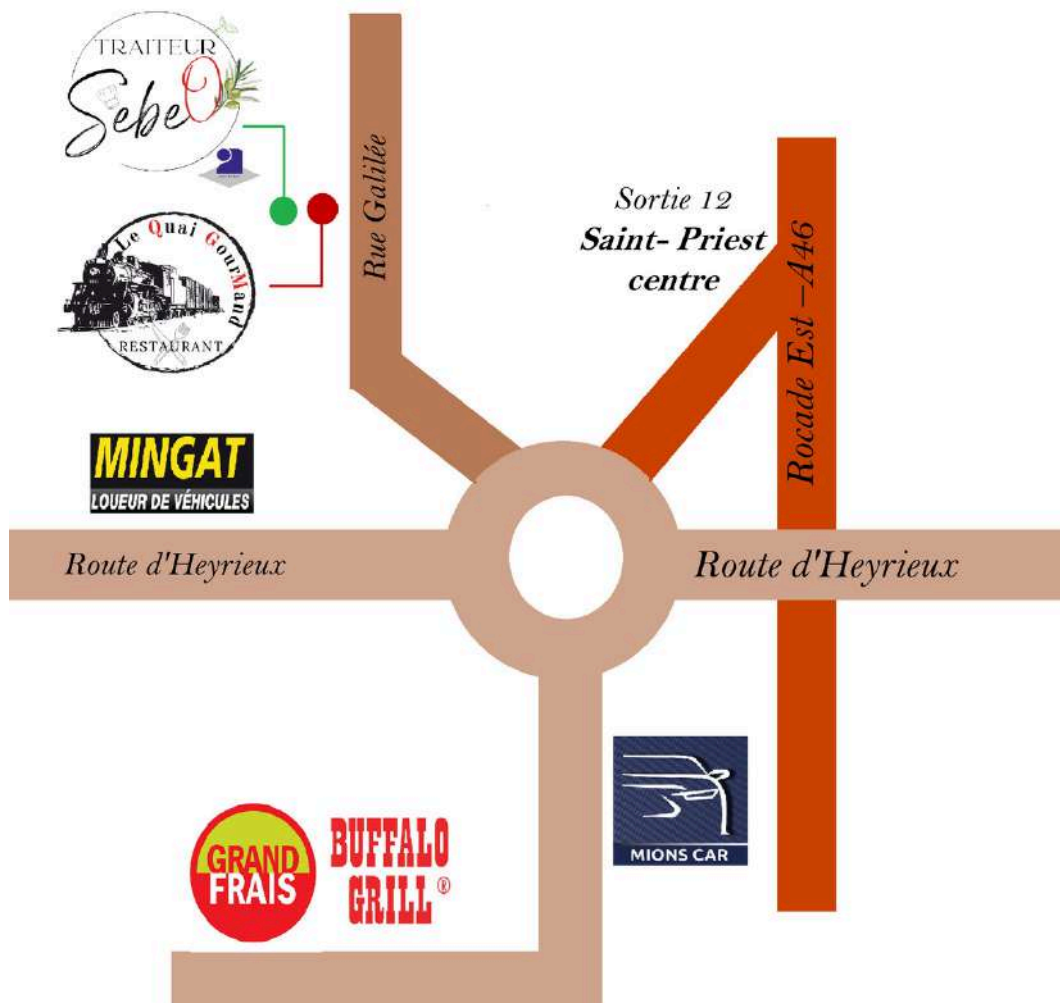 TRAITEUR
SebeO
Le Quai GourMand
RESTAURANT
Rue Galilée
Sortie 12
Saint- Priest
centre
Rocade Est –A46
MINGAT
LOUEUR DE VÉHICULES
Route d'Heyrieux
Route d'Heyrieux
MIONS CAR
GRAND
FRAIS
BUFFALO
GRILL ®